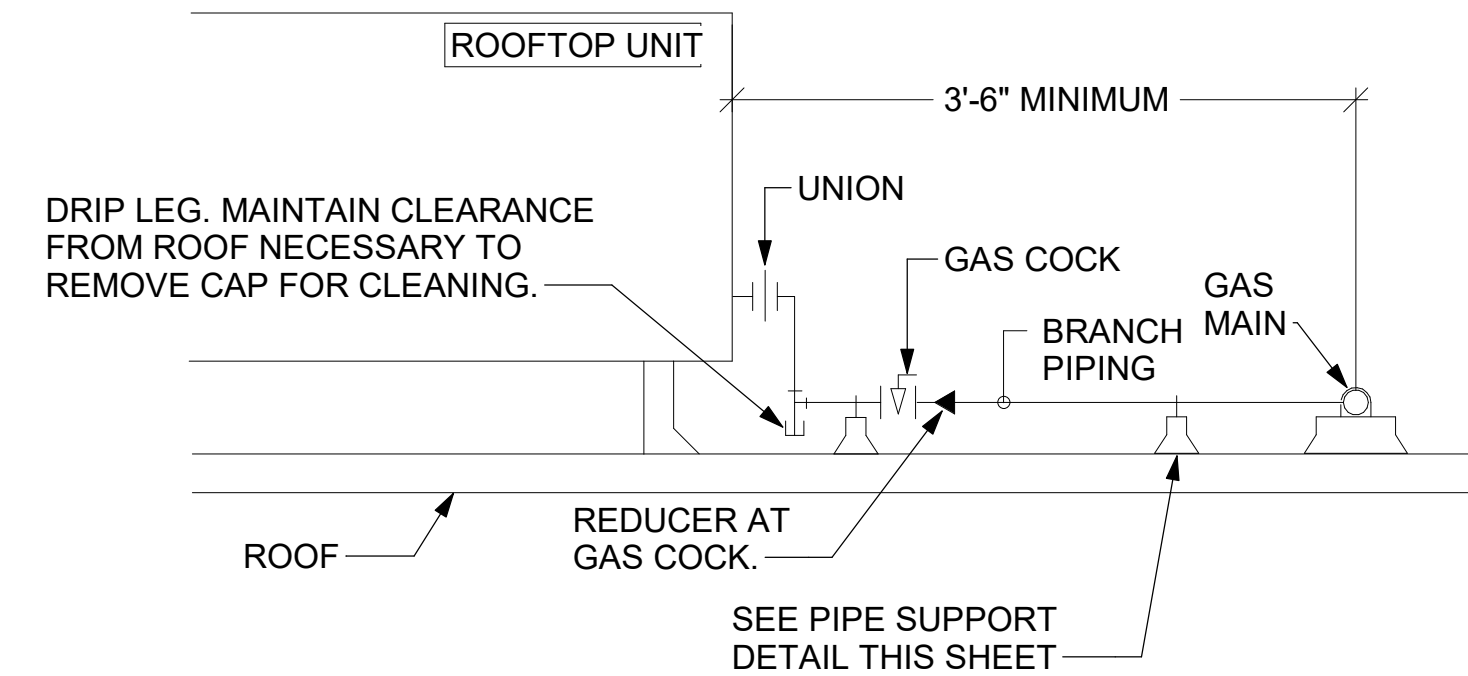 ROOFTOP UNIT
3'-6" MINIMUM
DRIP LEG. MAINTAIN CLEARANCE
FROM ROOF NECESSARY TO
REMOVE CAP FOR CLEANING.
UNION
GAS COCK
BRANCH
PIPING
GAS
MAIN
ROOF
REDUCER AT
GAS COCK.
SEE PIPE SUPPORT
DETAIL THIS SHEET